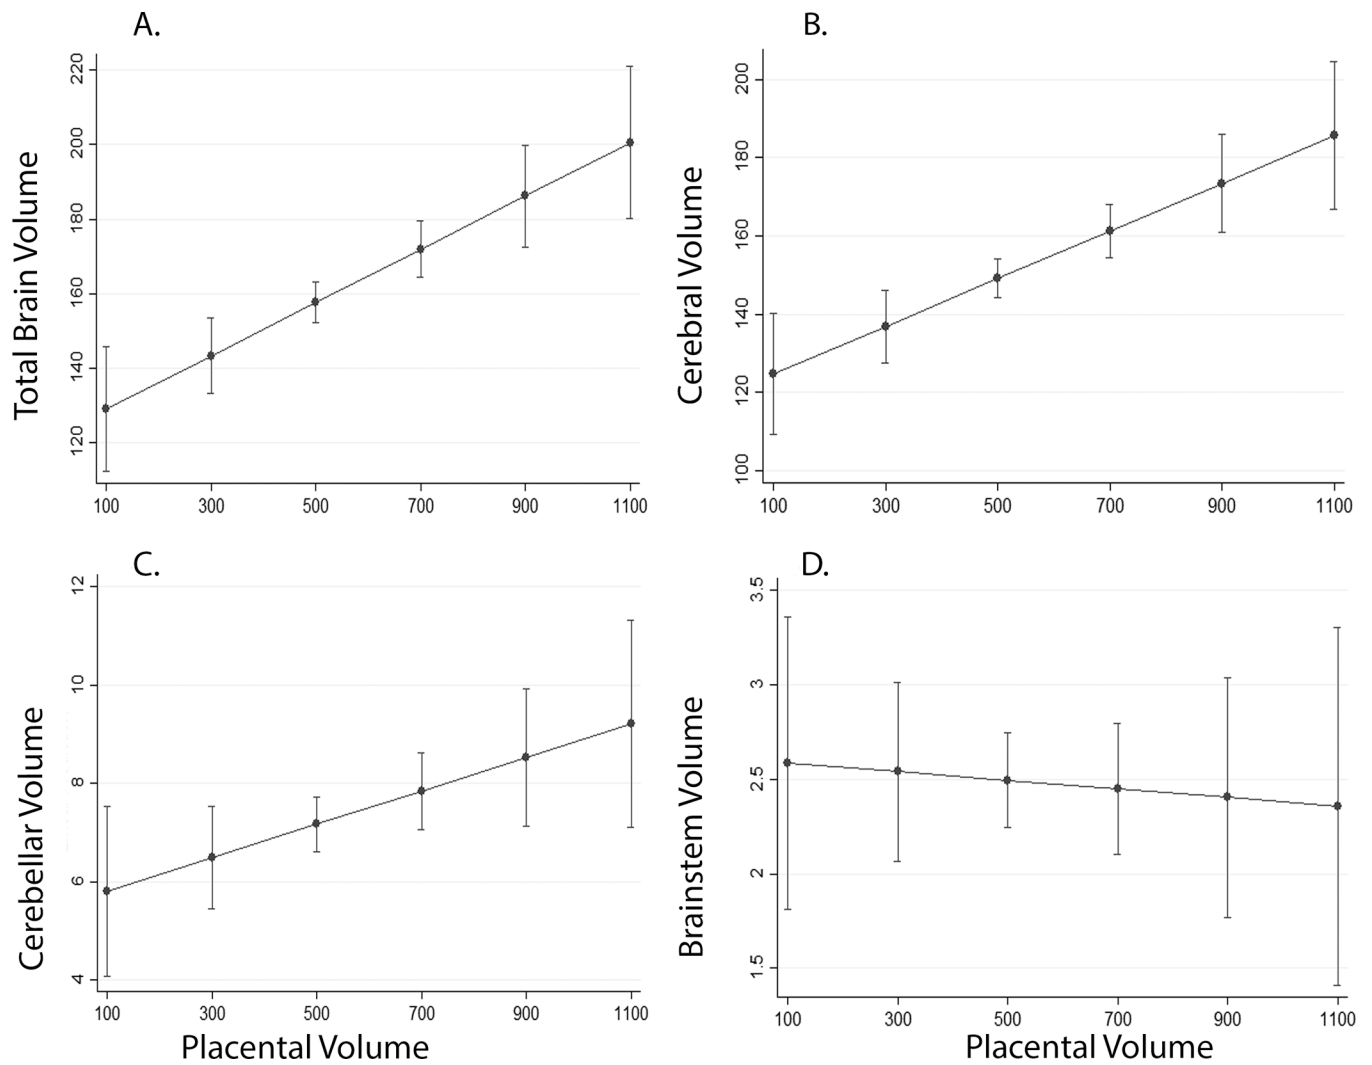 A.
Total Brain Volume
220
200
180
160
140
120
100 300 500 700 900 1100
B.
Cerebral Volume
200
180
160
140
120
100
100 300 500 700 900 1100
C.
Cerebellar Volume
12
10
8
6
4
100 300 500 700 900 1100
Placental Volume
D.
Brainstem Volume
3.5
3
2.5
2
1.5
100 300 500 700 900 1100
Placental Volume